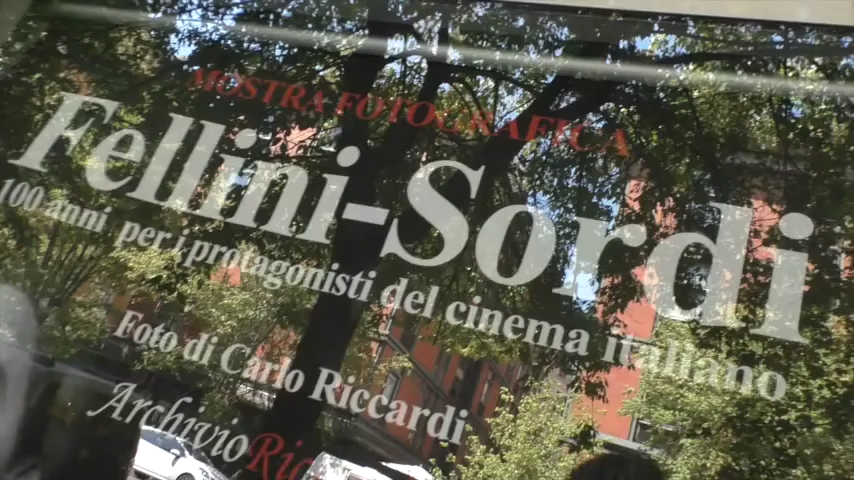 MOSTRA FOTOGRAFICA
Fellini-Sordi
100 anni per i protagonisti del cinema italiano
Foto di Carlo Riccardi
Archivio